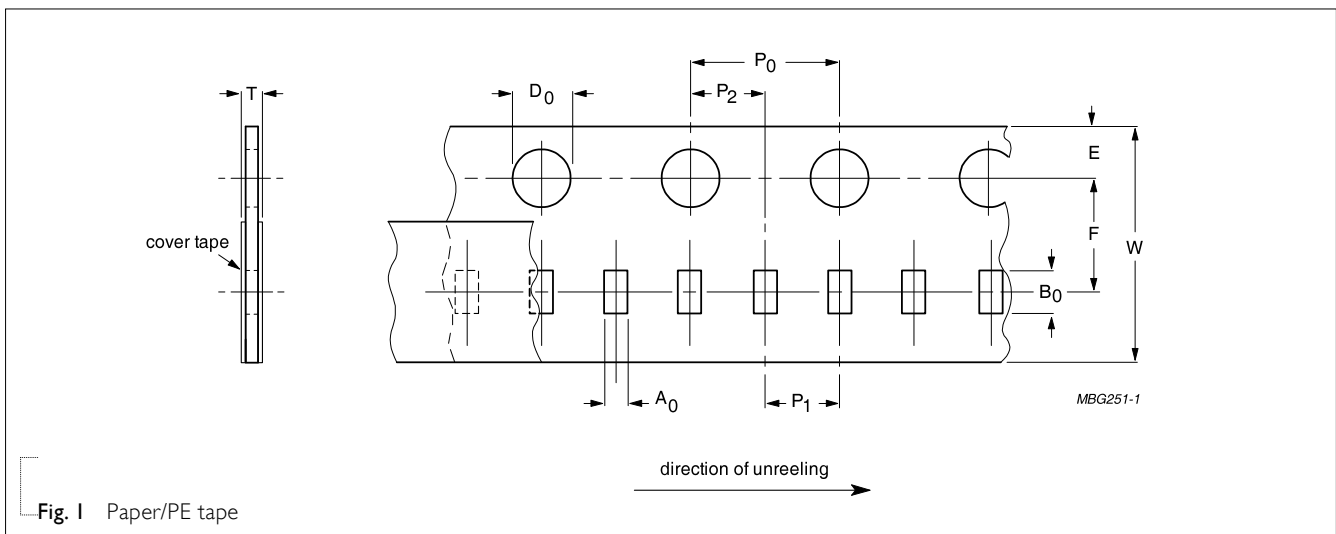 P0
P2
D0
T
E
F
W
cover tape
B0
A0
P1
MBG251-1
direction of unreeling
Fig. 1 Paper/PE tape